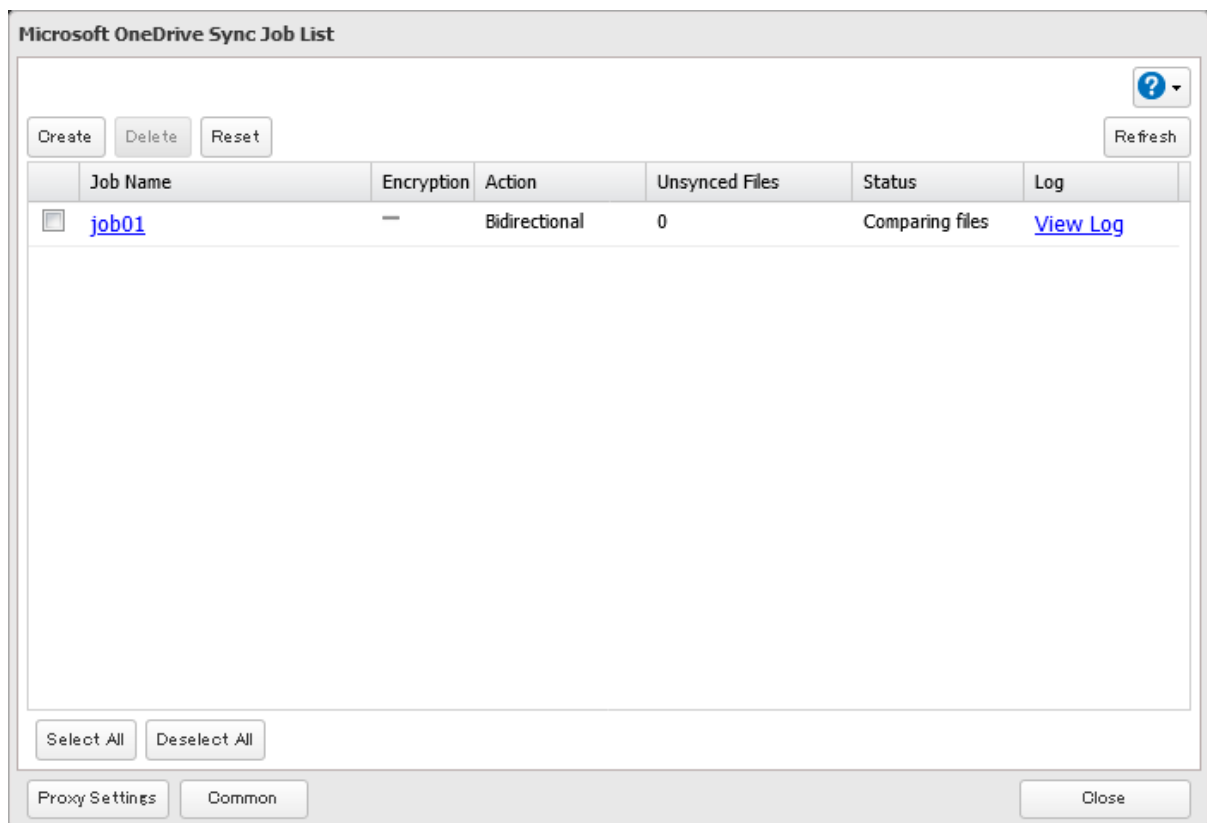 Microsoft OneDrive Sync Job List
?
Create Delete Reset Refresh
Job Name Encryption Action Unsynced Files Status Log
job01 — Bidirectional 0 Comparing files View Log
Select All Deselect All
Proxy Settings Common Close